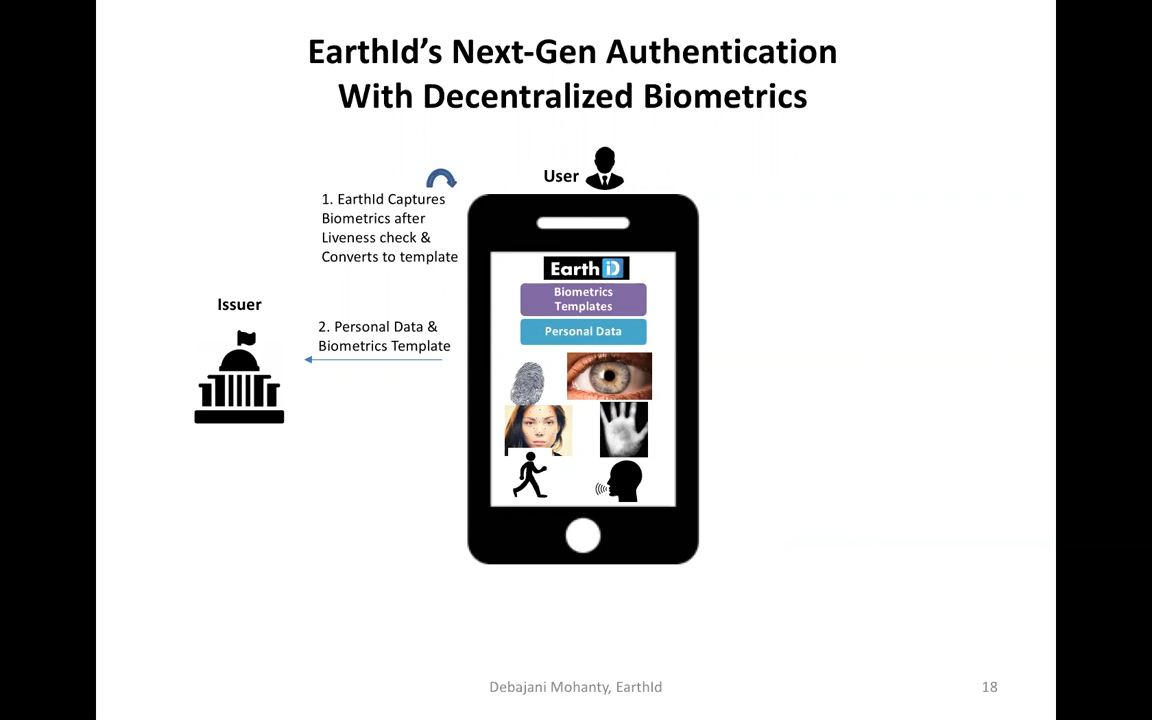 EarthId’s Next-Gen Authentication
With Decentralized Biometrics
User
1. EarthId Captures
Biometrics after
Liveness check &
Converts to template
Earth iD
Biometrics
Templates
Personal Data
Issuer
2. Personal Data &
Biometrics Template
Debajani Mohanty, EarthId
18